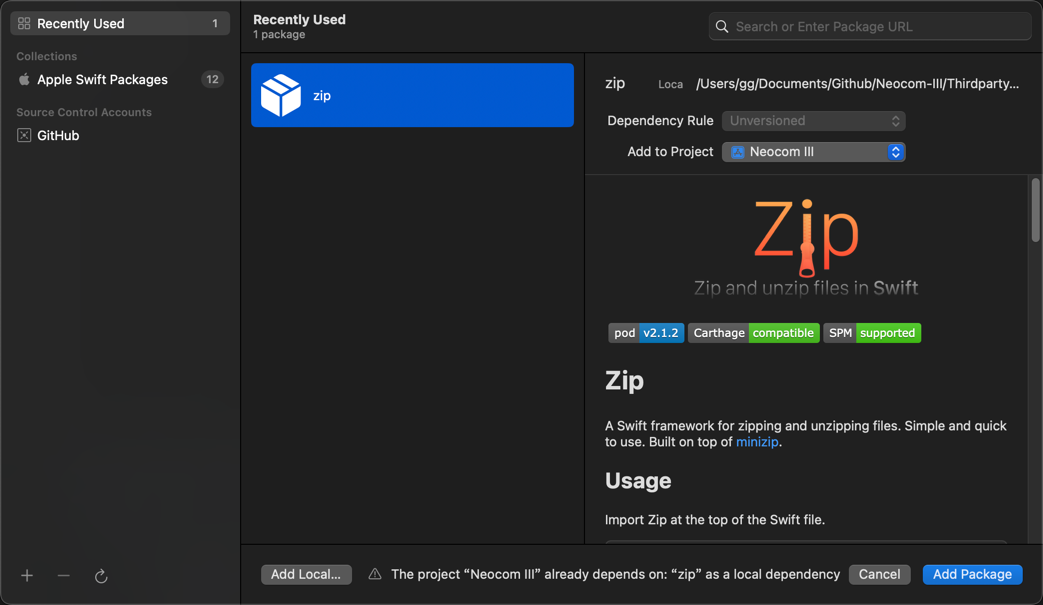 Recently Used 1
Collections
Apple Swift Packages 12
Source Control Accounts
GitHub
Recently Used
1 package
Search or Enter Package URL
zip
zip Loca /Users/gg/Documents/Github/Neocom-III/Thirdparty...
Dependency Rule Unversioned
Add to Project Neocom III
Zip
Zip and unzip files in Swift
pod v2.1.2 Carthage compatible SPM supported
Zip
A Swift framework for zipping and unzipping files. Simple and quick
to use. Built on top of minizip.
Usage
Import Zip at the top of the Swift file.
Add Local... The project “Neocom III” already depends on: “zip” as a local dependency Cancel Add Package